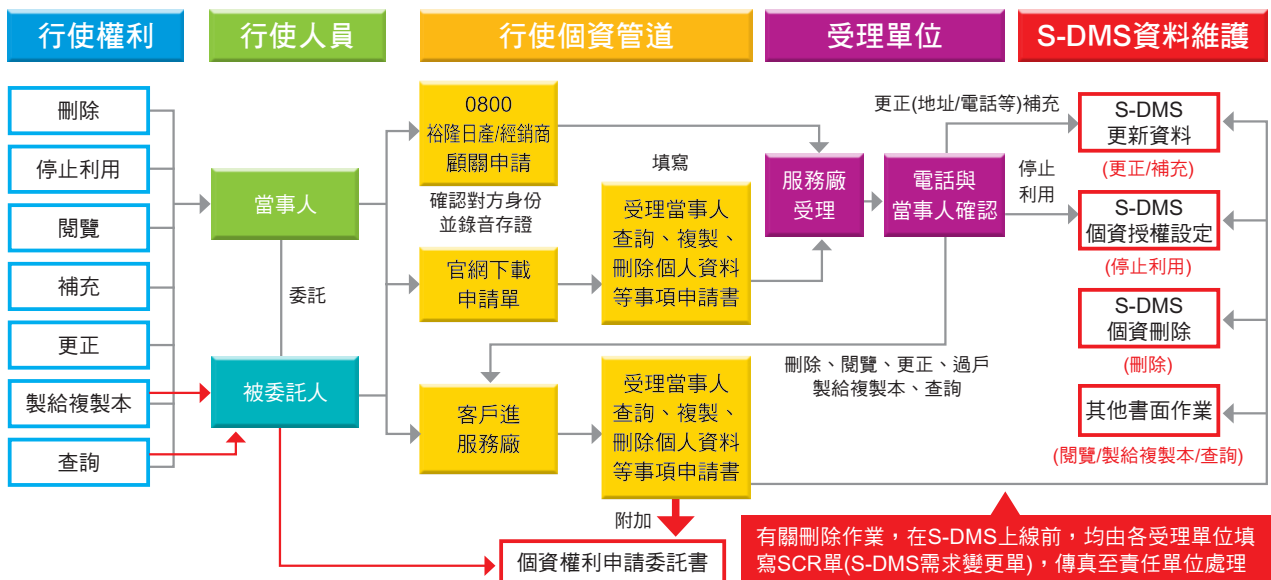 行使權利
行使人員
行使個資管道
受理單位
S-DMS資料維護
刪除
停止利用
閱覽
補充
更正
製給複製本
查詢
當事人
委託
被委託人
0800
裕隆日產/經銷商
顧關申請
確認對方身份
並錄音存證
官網下載
申請單
客戶進
服務廠
填寫
受理當事人
查詢、複製、
刪除個人資料
等事項申請書
受理當事人
查詢、複製、
刪除個人資料
等事項申請書
附加
個資權利申請委託書
服務廠
受理
電話與
當事人確認
更正(地址/電話等)補充
停止
利用
刪除、閱覽、更正、過戶
製給複製本、查詢
S-DMS
更新資料
(更正/補充)
S-DMS
個資授權設定
(停止利用)
S-DMS
個資刪除
(刪除)
其他書面作業
(閱覽/製給複製本/查詢)
有關刪除作業，在S-DMS上線前，均由各受理單位填
寫SCR單(S-DMS需求變更單)，傳真至責任單位處理